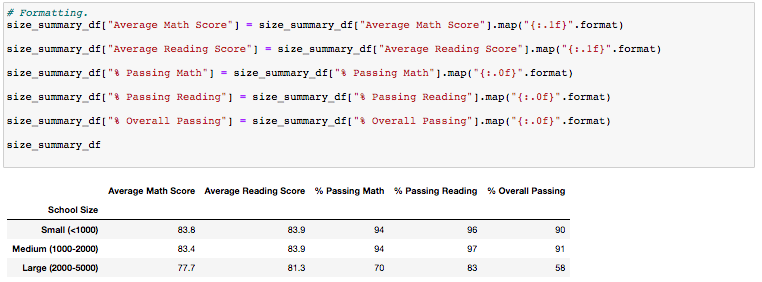 # Formatting.
size_summary_df["Average Math Score"] = size_summary_df["Average Math Score"].map("{:.1f}".format)
size_summary_df["Average Reading Score"] = size_summary_df["Average Reading Score"].map("{:.1f}".format)
size_summary_df["% Passing Math"] = size_summary_df["% Passing Math"].map("{:.0f}".format)
size_summary_df["% Passing Reading"] = size_summary_df["% Passing Reading"].map("{:.0f}".format)
size_summary_df["% Overall Passing"] = size_summary_df["% Overall Passing"].map("{:.0f}".format)
size_summary_df
Average Math Score Average Reading Score % Passing Math % Passing Reading % Overall Passing
School Size
Small (<1000) 83.8 83.9 94 96 90
Medium (1000-2000) 83.4 83.9 94 97 91
Large (2000-5000) 77.7 81.3 70 83 58